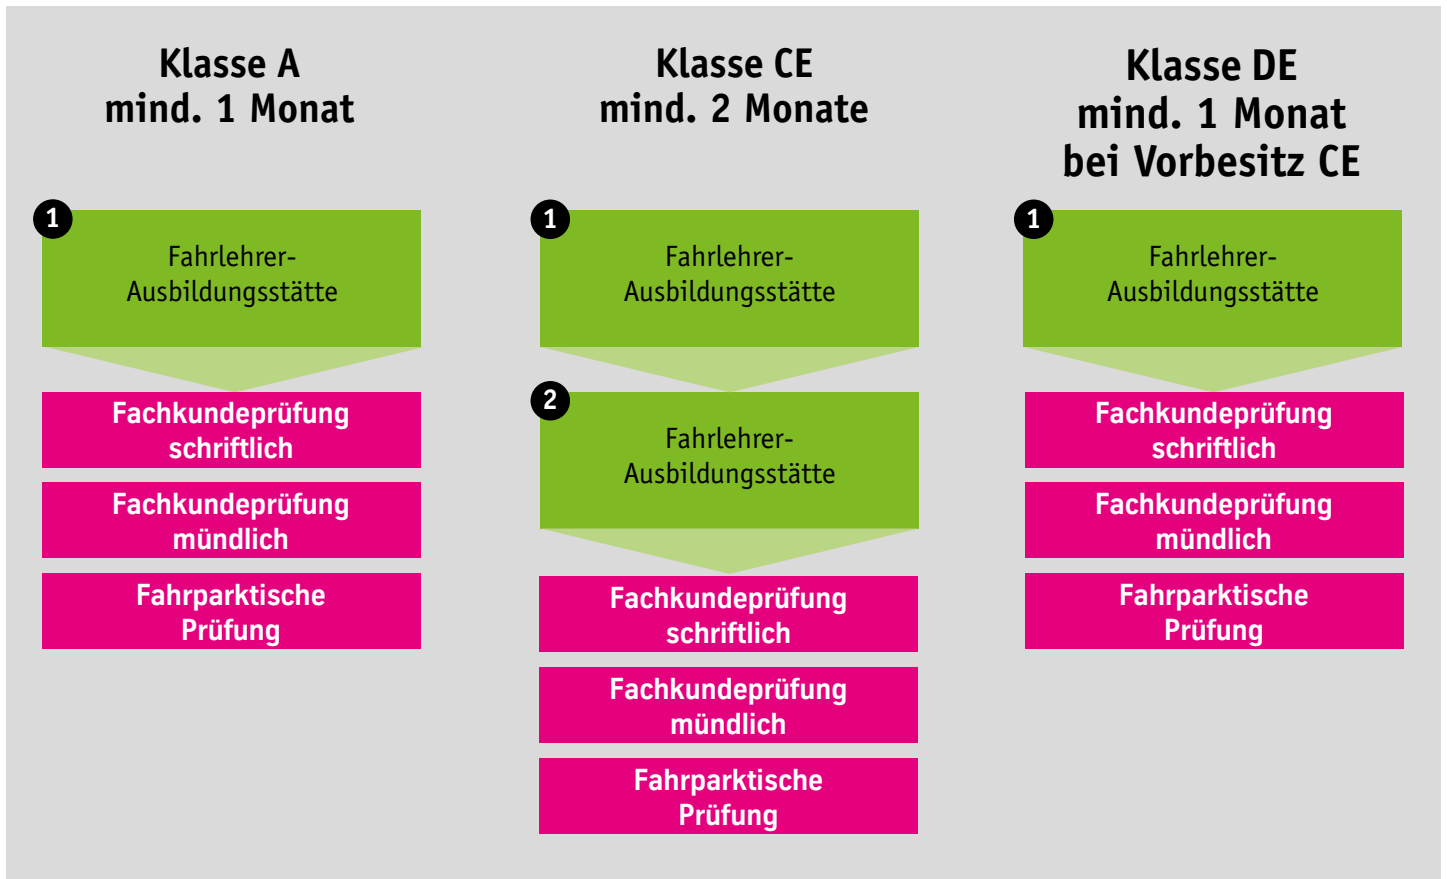 Klasse A
mind. 1 Monat
1
Fahrlehrer-
Ausbildungsstätte
Fachkundeprüfung
schriftlich
Fachkundeprüfung
mündlich
Fahrparktische
Prüfung
Klasse CE
mind. 2 Monate
1
Fahrlehrer-
Ausbildungsstätte
2
Fahrlehrer-
Ausbildungsstätte
Fachkundeprüfung
schriftlich
Fachkundeprüfung
mündlich
Fahrparktische
Prüfung
Klasse DE
mind. 1 Monat
bei Vorbesitz CE
1
Fahrlehrer-
Ausbildungsstätte
Fachkundeprüfung
schriftlich
Fachkundeprüfung
mündlich
Fahrparktische
Prüfung